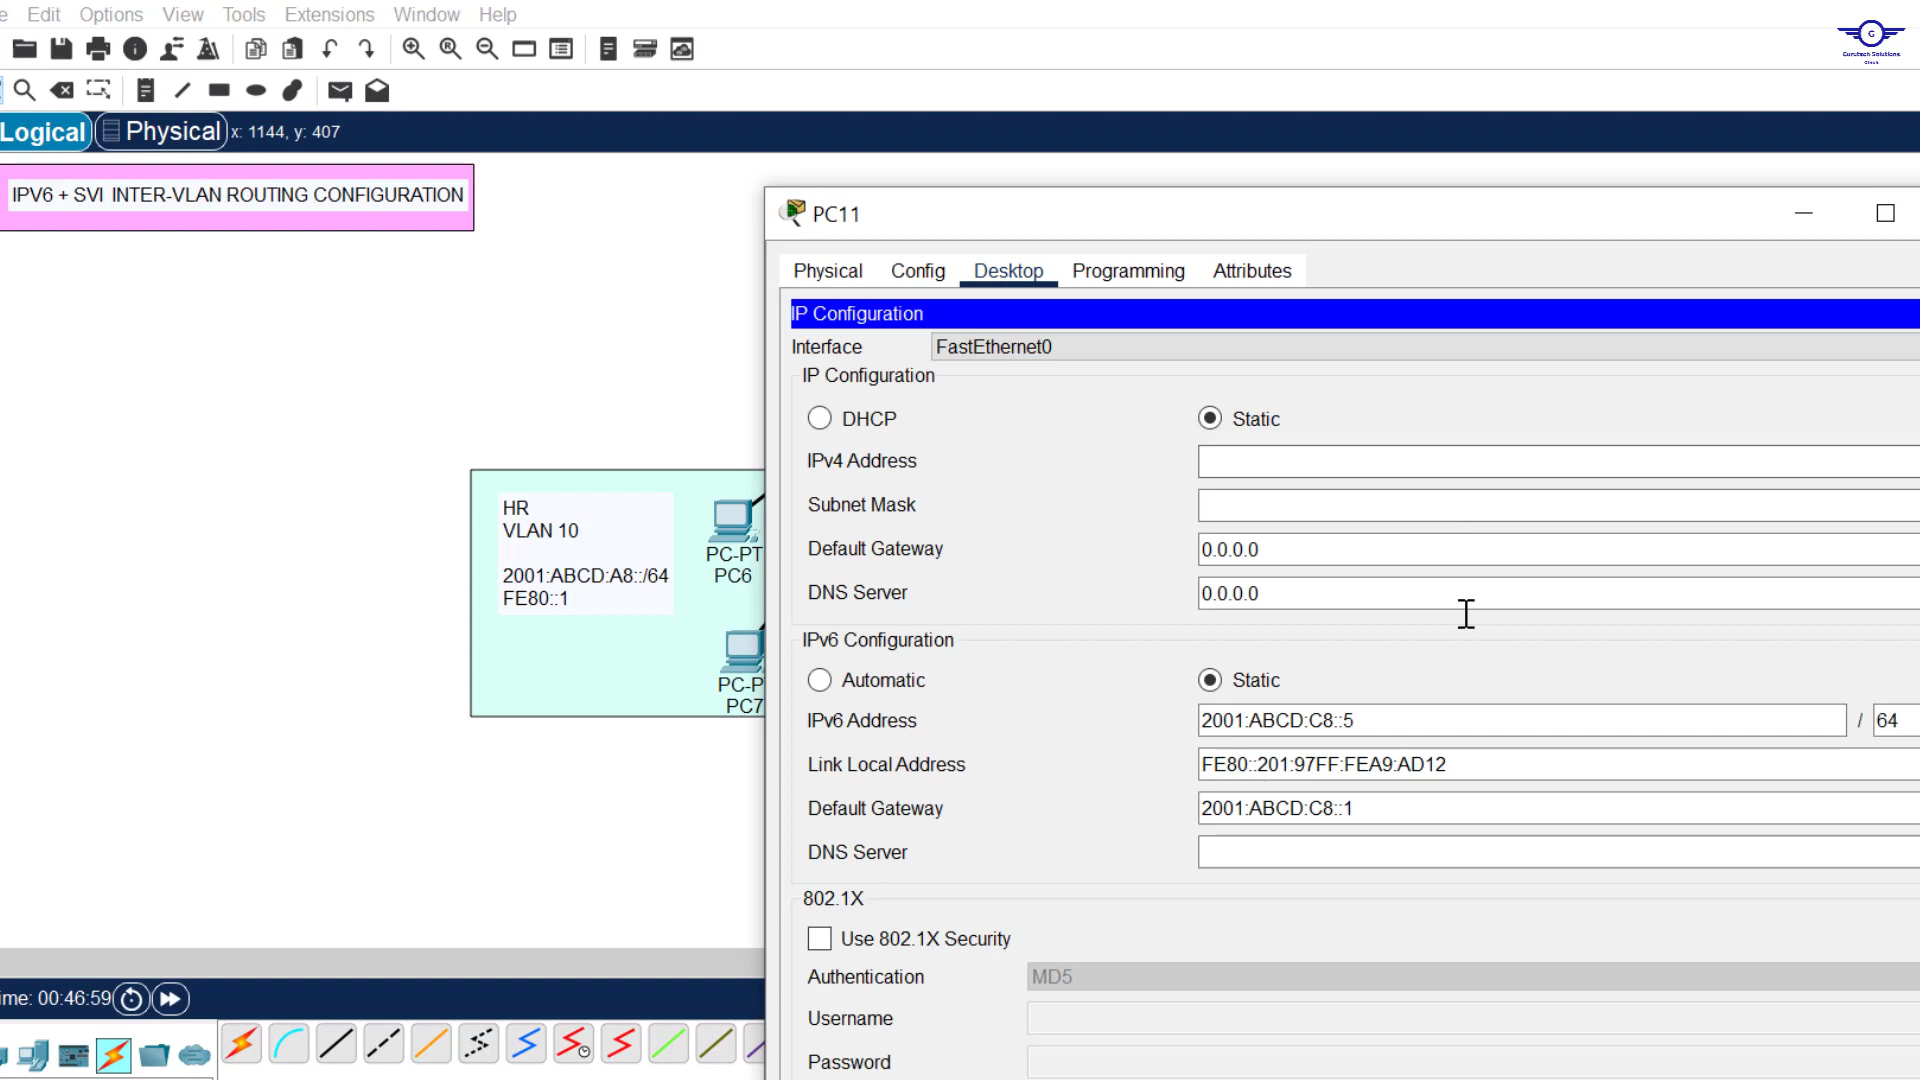 Edit Options View Tools Extensions Window Help
G
Gurutech Solutions
Logical Physical x: 1144, y: 407
IPV6 + SVI INTER-VLAN ROUTING CONFIGURATION
PC11
Physical Config Desktop Programming Attributes
IP Configuration
Interface FastEthernet0
IP Configuration
DHCP Static
IPv4 Address
Subnet Mask
Default Gateway 0.0.0.0
DNS Server 0.0.0.0
IPv6 Configuration
Automatic Static
IPv6 Address 2001:ABCD:C8::5 / 64
Link Local Address FE80::201:97FF:FEA9:AD12
Default Gateway 2001:ABCD:C8::1
DNS Server
802.1X
Use 802.1X Security
Authentication MD5
Username
Password
HR
VLAN 10
2001:ABCD:A8::/64
FE80::1
PC-PT
PC6
PC-P
PC7
ime: 00:46:59